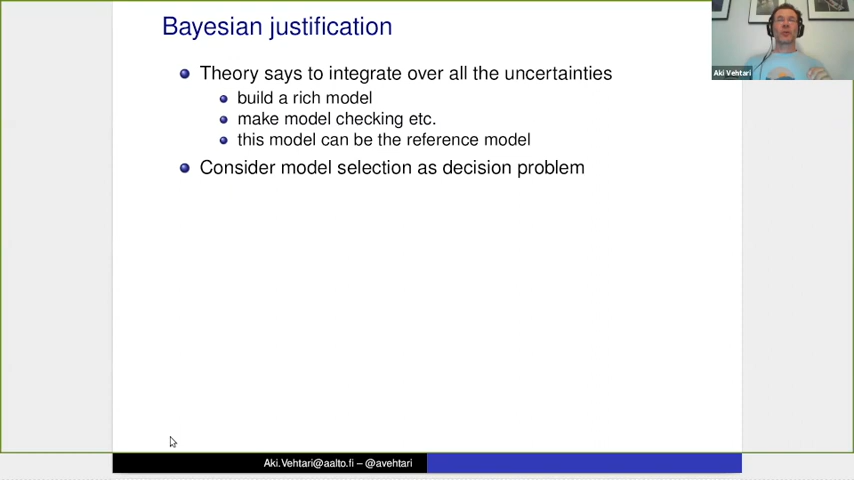 Bayesian justification
Theory says to integrate over all the uncertainties
build a rich model
make model checking etc.
this model can be the reference model
Consider model selection as decision problem
Aki Vehtari
Aki.Vehtari@aalto.fi – @avehtari